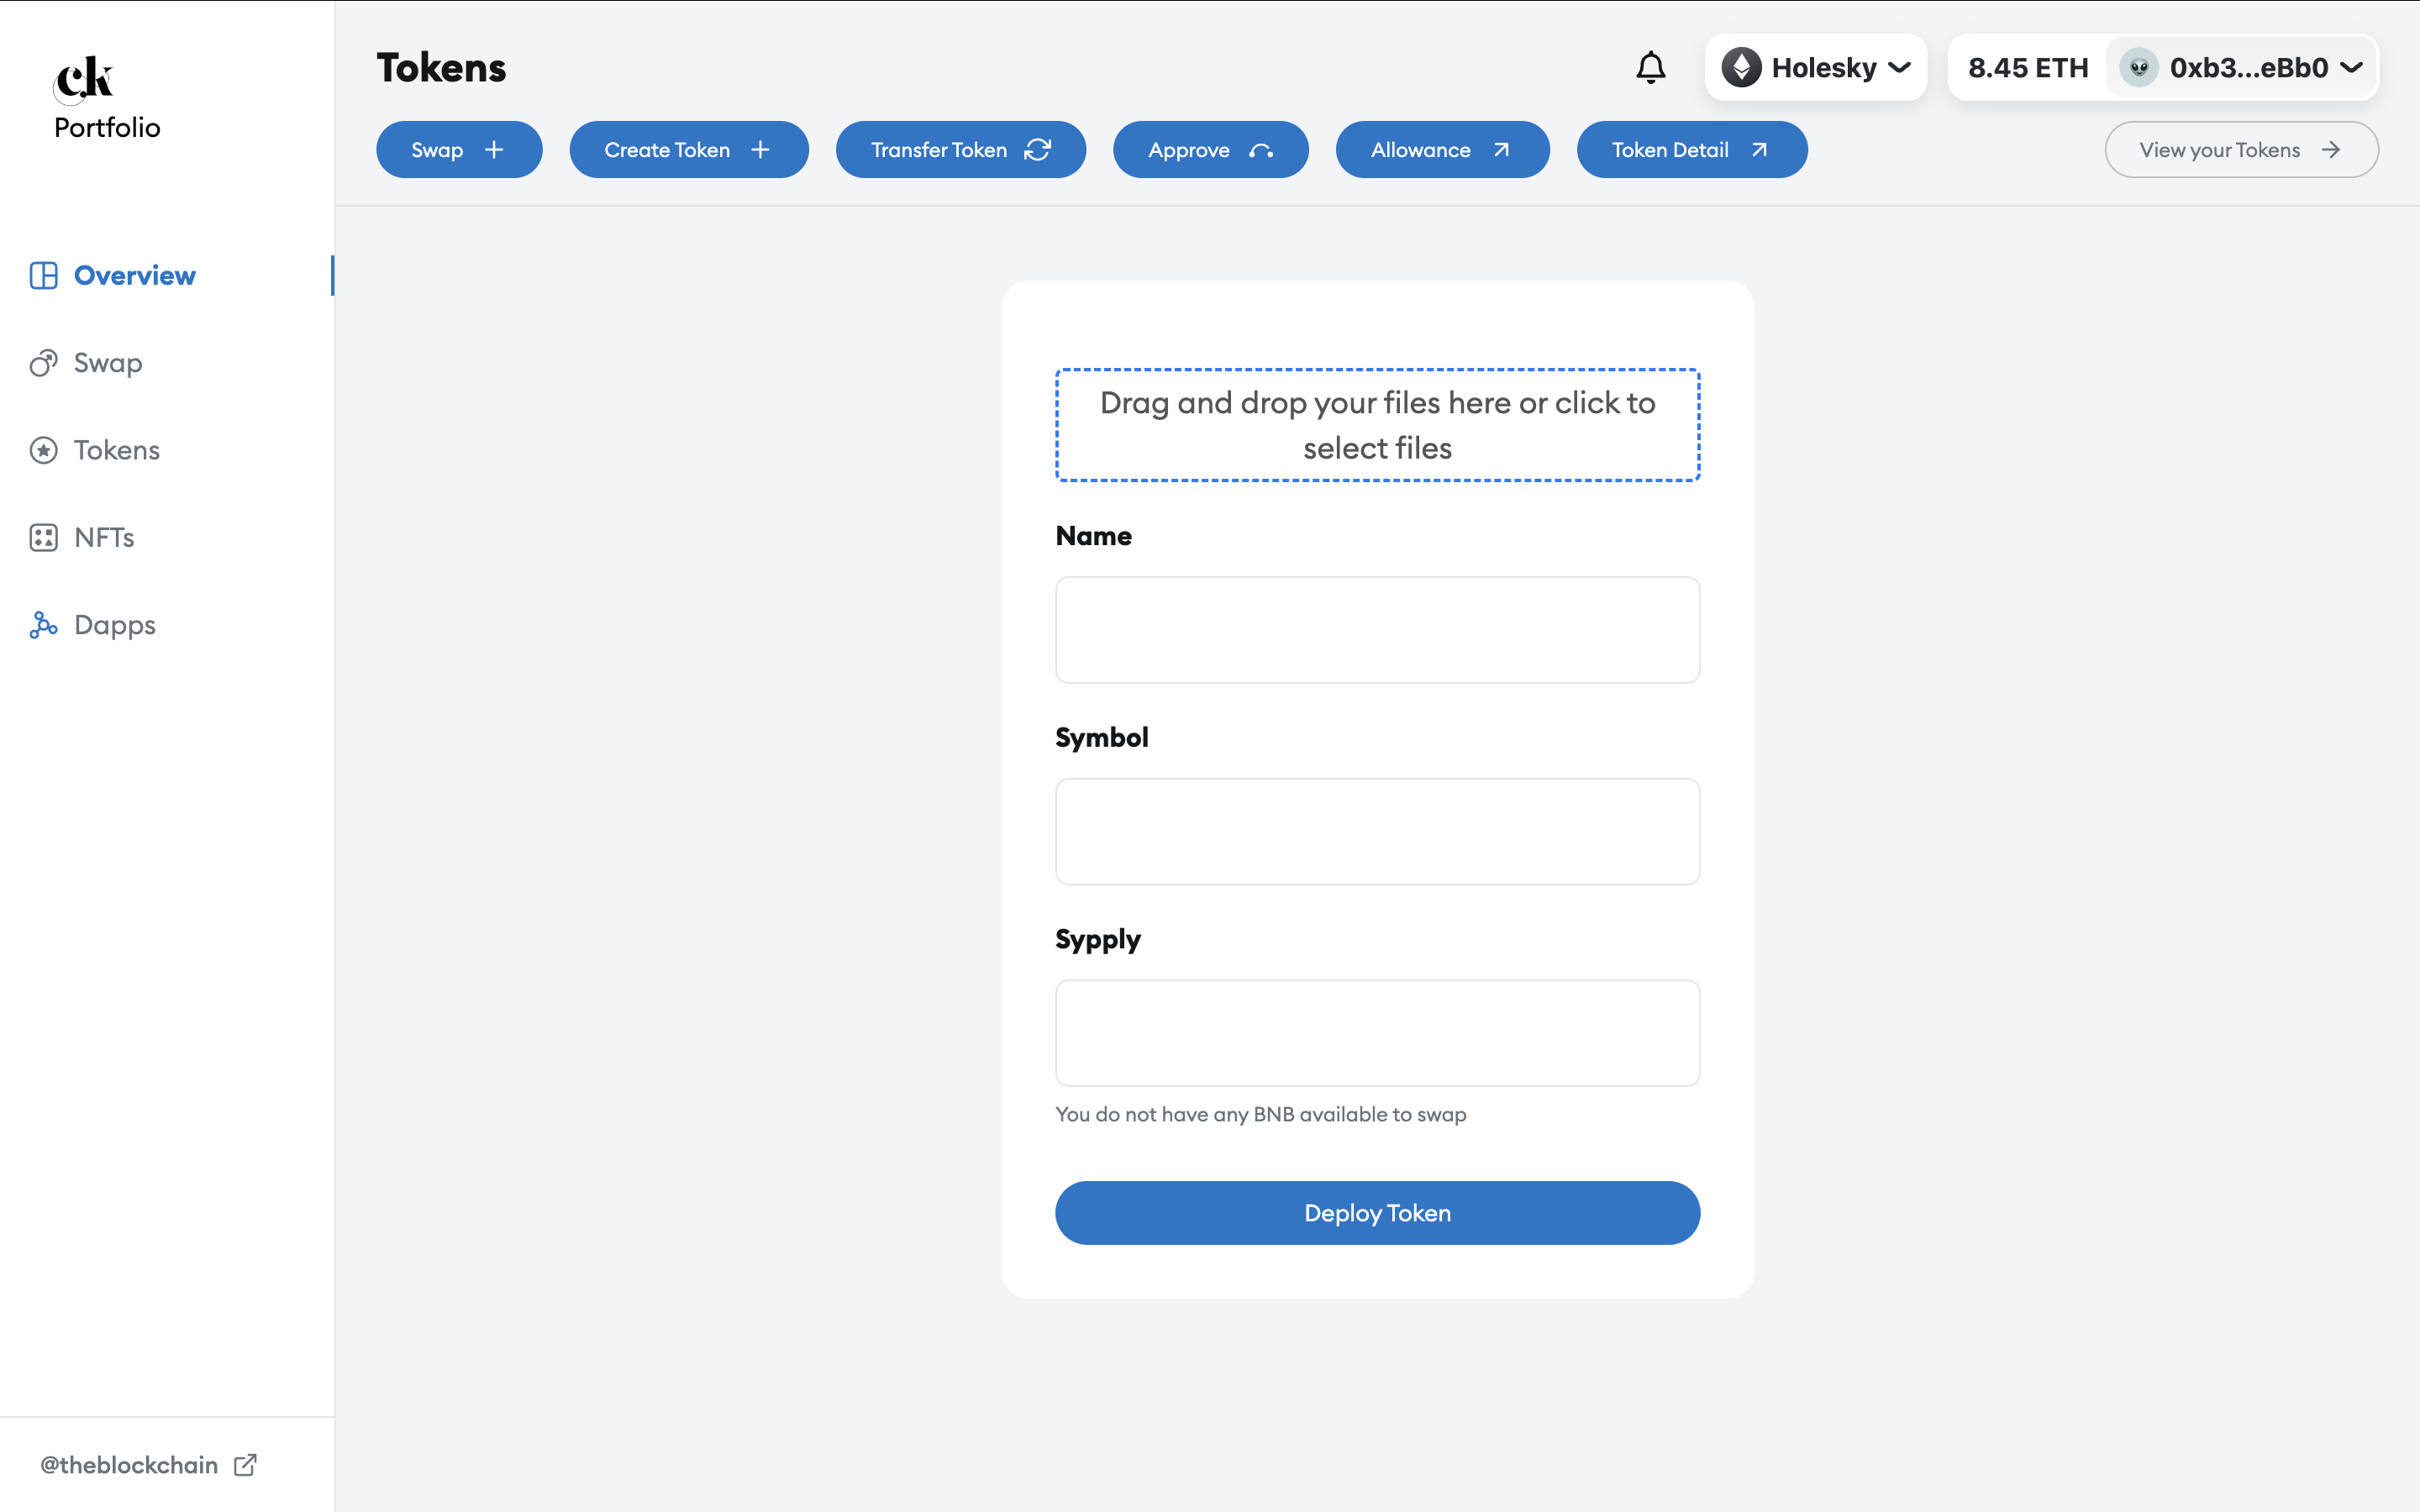 c.k
Portfolio
Overview
Swap
Tokens
NFTs
Dapps
@theblockchain
Tokens
Holesky
8.45 ETH
0xb3...eBb0
Swap
Create Token
Transfer Token
Approve
Allowance
Token Detail
View your Tokens
Drag and drop your files here or click to
select files
Name
Symbol
Sypply
You do not have any BNB available to swap
Deploy Token